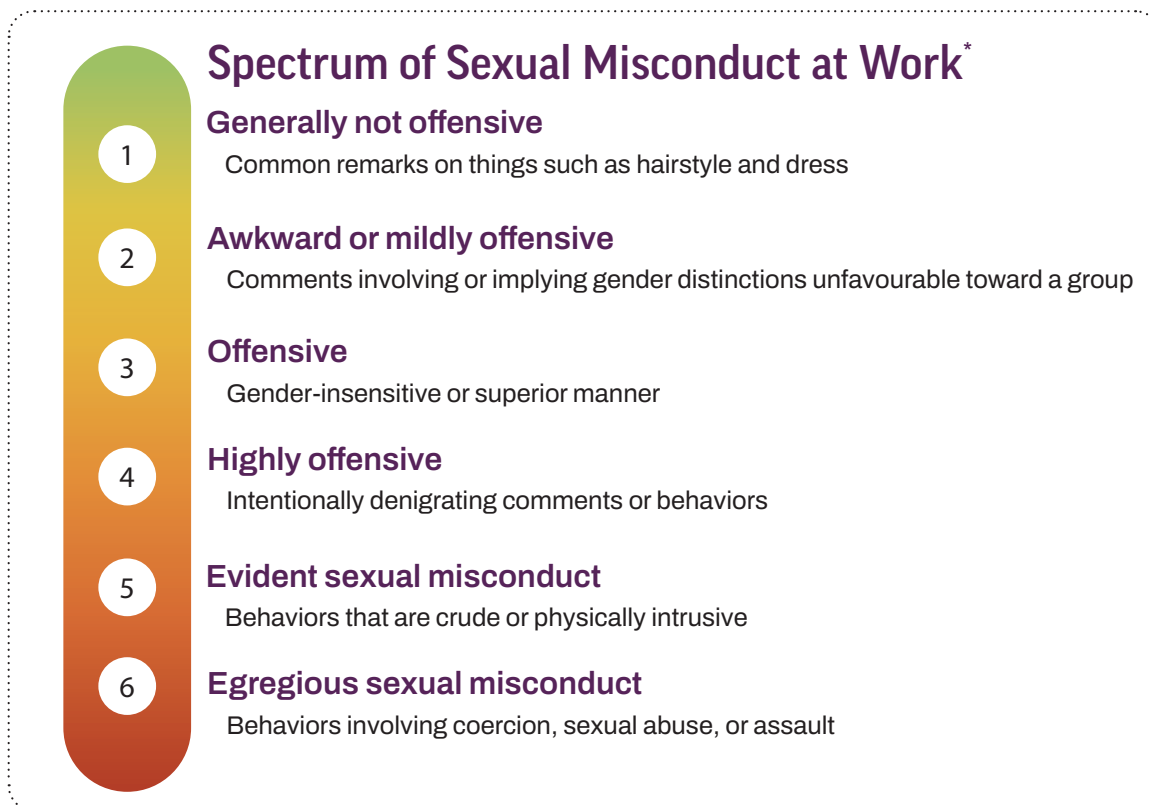 Spectrum of Sexual Misconduct at Work*
1
Generally not offensive
Common remarks on things such as hairstyle and dress
2
Awkward or mildly offensive
Comments involving or implying gender distinctions unfavourable toward a group
3
Offensive
Gender-insensitive or superior manner
4
Highly offensive
Intentionally denigrating comments or behaviors
5
Evident sexual misconduct
Behaviors that are crude or physically intrusive
6
Egregious sexual misconduct
Behaviors involving coercion, sexual abuse, or assault